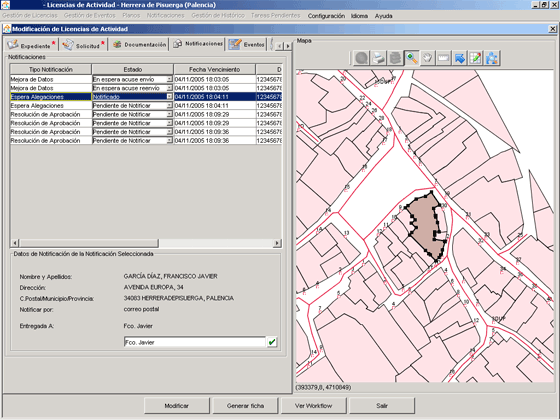 - Licencias de Actividad - Herrera de Pisuerga (Palencia)
Gestión de Licencias Gestión de Eventos Planos Notificaciones Gestión de Histórico Tareas Pendientes Configuración Idioma Ayuda
Modificación de Licencias de Actividad
Expediente * Solicitud * Documentación Notificaciones Eventos
Mapa
Notificaciones
Tipo Notificación Estado Fecha Vencimiento D
Mejora de Datos En espera acuse envío 04/11/2005 18:03:05 12345678
Mejora de Datos En espera acuse reenvío 04/11/2005 18:03:05 12345678
Espera Alegaciones Notificado 04/11/2005 18:04:11 12345678
Espera Alegaciones Pendiente de Notificar 04/11/2005 18:04:11 12345678
Resolución de Aprobación Pendiente de Notificar 04/11/2005 18:09:29 12345678
Resolución de Aprobación Pendiente de Notificar 04/11/2005 18:09:29 12345678
Resolución de Aprobación Pendiente de Notificar 04/11/2005 18:09:36 12345678
Resolución de Aprobación Pendiente de Notificar 04/11/2005 18:09:36 12345678
Datos de Notificación de la Notificación Seleccionada
Nombre y Apellidos: GARCÍA DÍAZ, FRANCISCO JAVIER
Dirección: AVENIDA EUROPA, 34
C.Postal/Municipio/Provincia: 34003 HERRERADEPISUERGA, PALENCIA
Notificar por: correo postal
Entregada A: Fco. Javier
Fco. Javier
(393379,8, 4710849)
Modificar Generar ficha Ver Workflow Salir